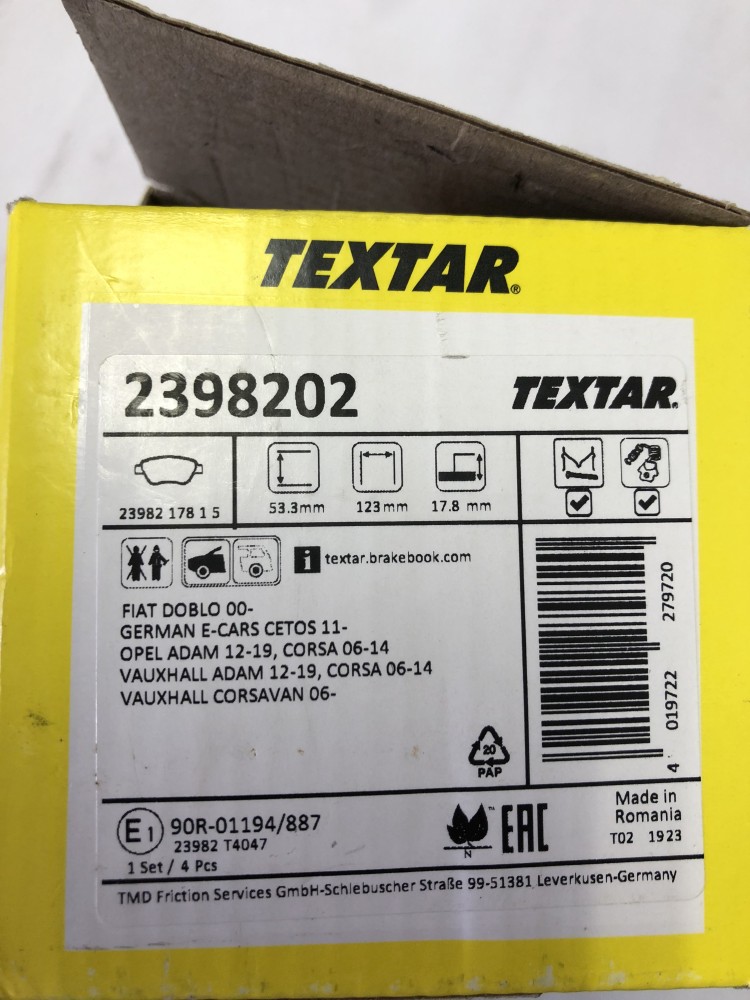 TEXTAR®
2398202
TEXTAR®
23982 178 1 5
53.3mm
123 mm
17.8 mm
i textar.brakebook.com
FIAT DOBLO 00-
GERMAN E-CARS CETOS 11-
OPEL ADAM 12-19, CORSA 06-14
VAUXHALL ADAM 12-19, CORSA 06-14
VAUXHALL CORSAVAN 06-
4 019722 279720
20
PAP
E1 90R-01194/887
23982 T4047
1 Set / 4 Pcs
™
N
EAC
Made in
Romania
T02 1923
TMD Friction Services GmbH-Schlebuscher Straße 99-51381 Leverkusen-Germany